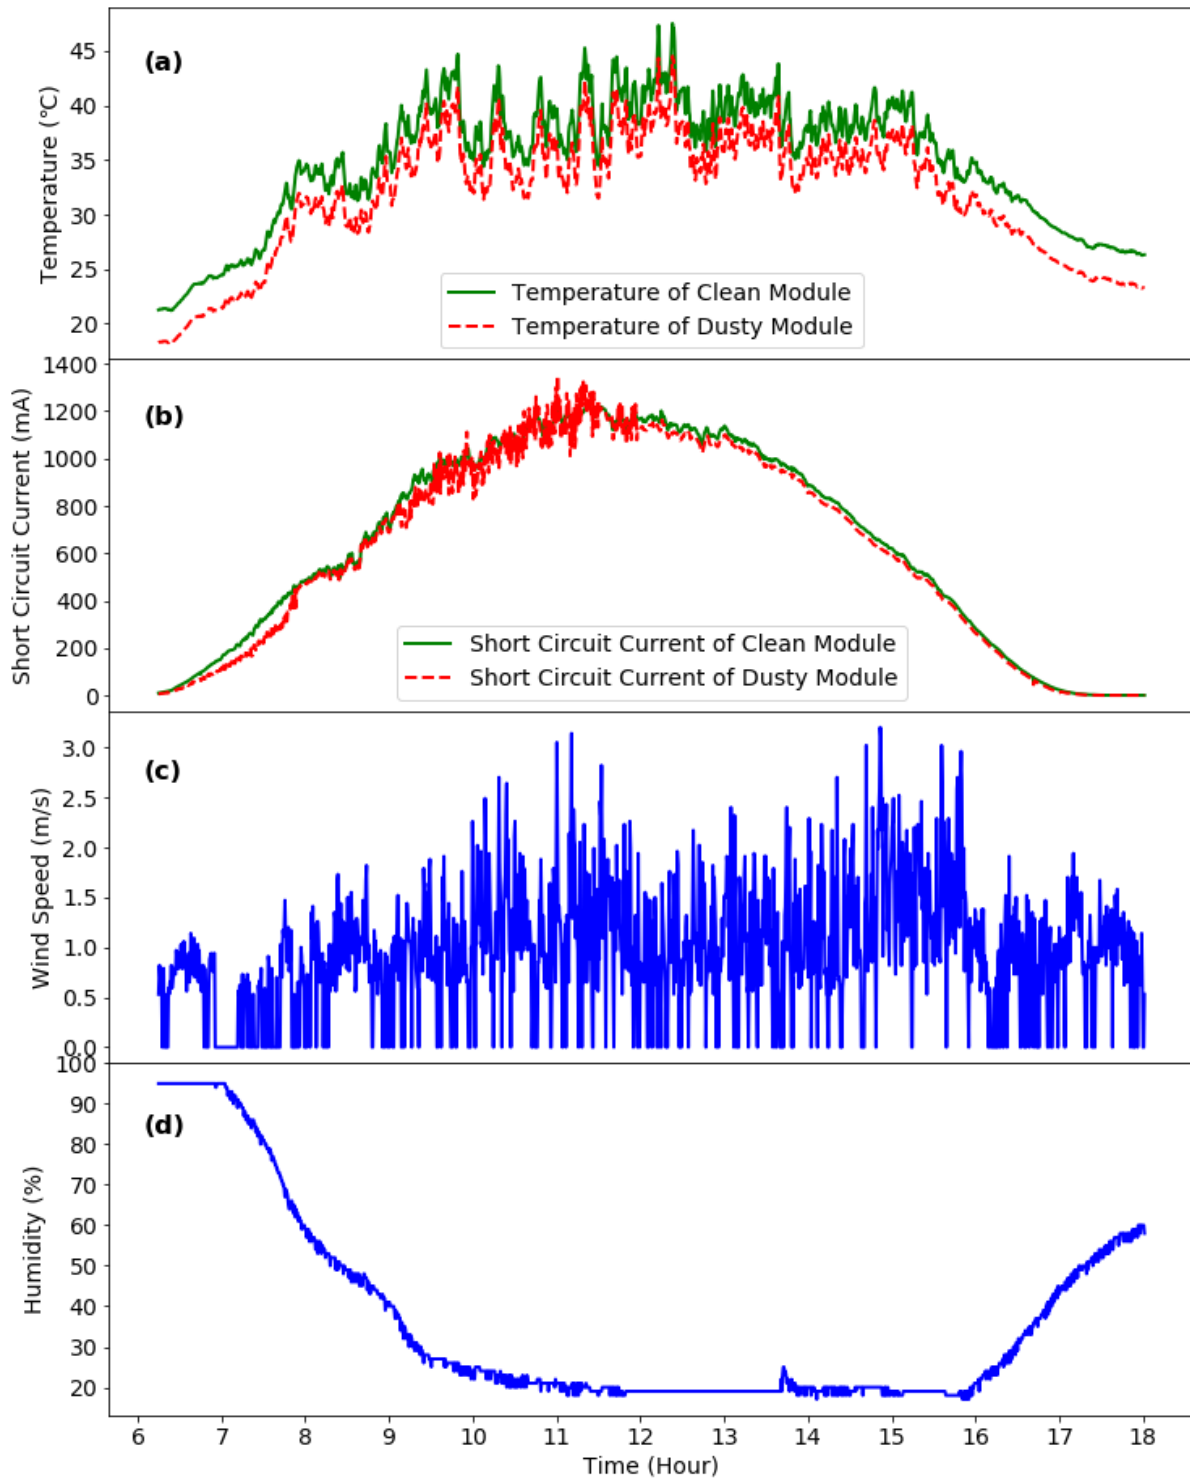 (a)
Temperature (℃)
45
40
35
30
25
20
Temperature of Clean Module
Temperature of Dusty Module
(b)
Short Circuit Current (mA)
1400
1200
1000
800
600
400
200
0
Short Circuit Current of Clean Module
Short Circuit Current of Dusty Module
(c)
Wind Speed (m/s)
3.0
2.5
2.0
1.5
1.0
0.5
0.0
(d)
Humidity (%)
100
90
80
70
60
50
40
30
20
6 7 8 9 10 11 12 13 14 15 16 17 18
Time (Hour)